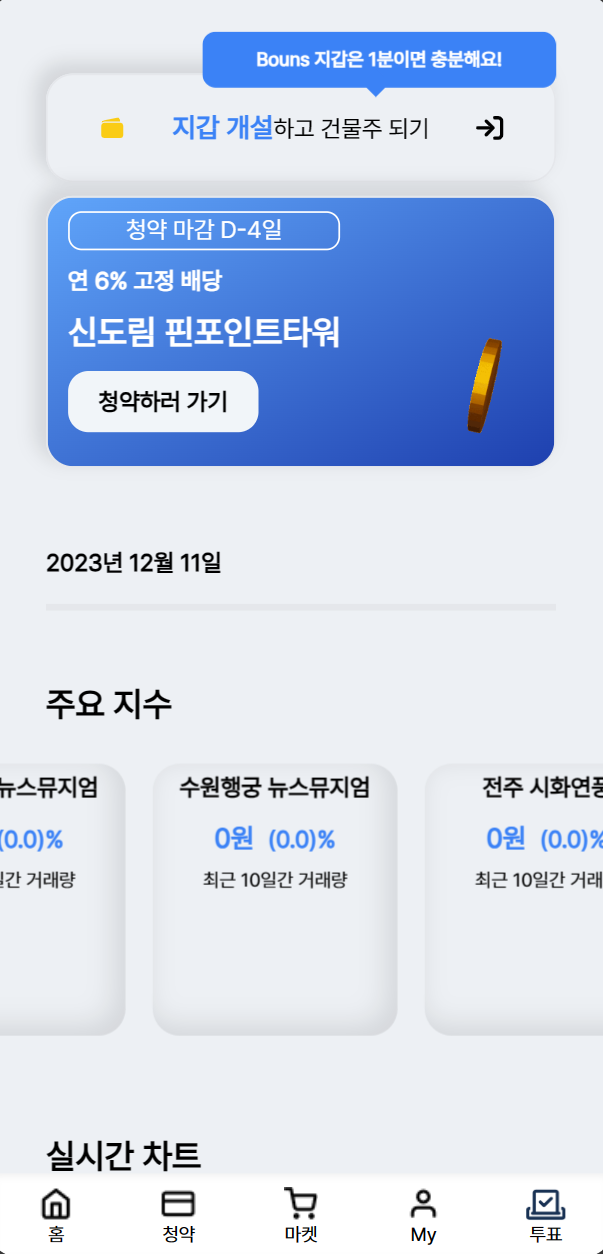 Bouns 지갑은 1분이면 충분해요!
지갑 개설하고 건물주 되기
청약 마감 D-4일
연 6% 고정 배당
신도림 핀포인트타워
청약하러 가기
2023년 12월 11일
주요 지수
뉴스뮤지엄 수원행궁 뉴스뮤지엄 전주 시화연풍
(0.0)% 0원 (0.0)% 0원 (0.0)%
일간 거래량 최근 10일간 거래량 최근 10일간 거래
실시간 차트
홈 청약 마켓 My 투표